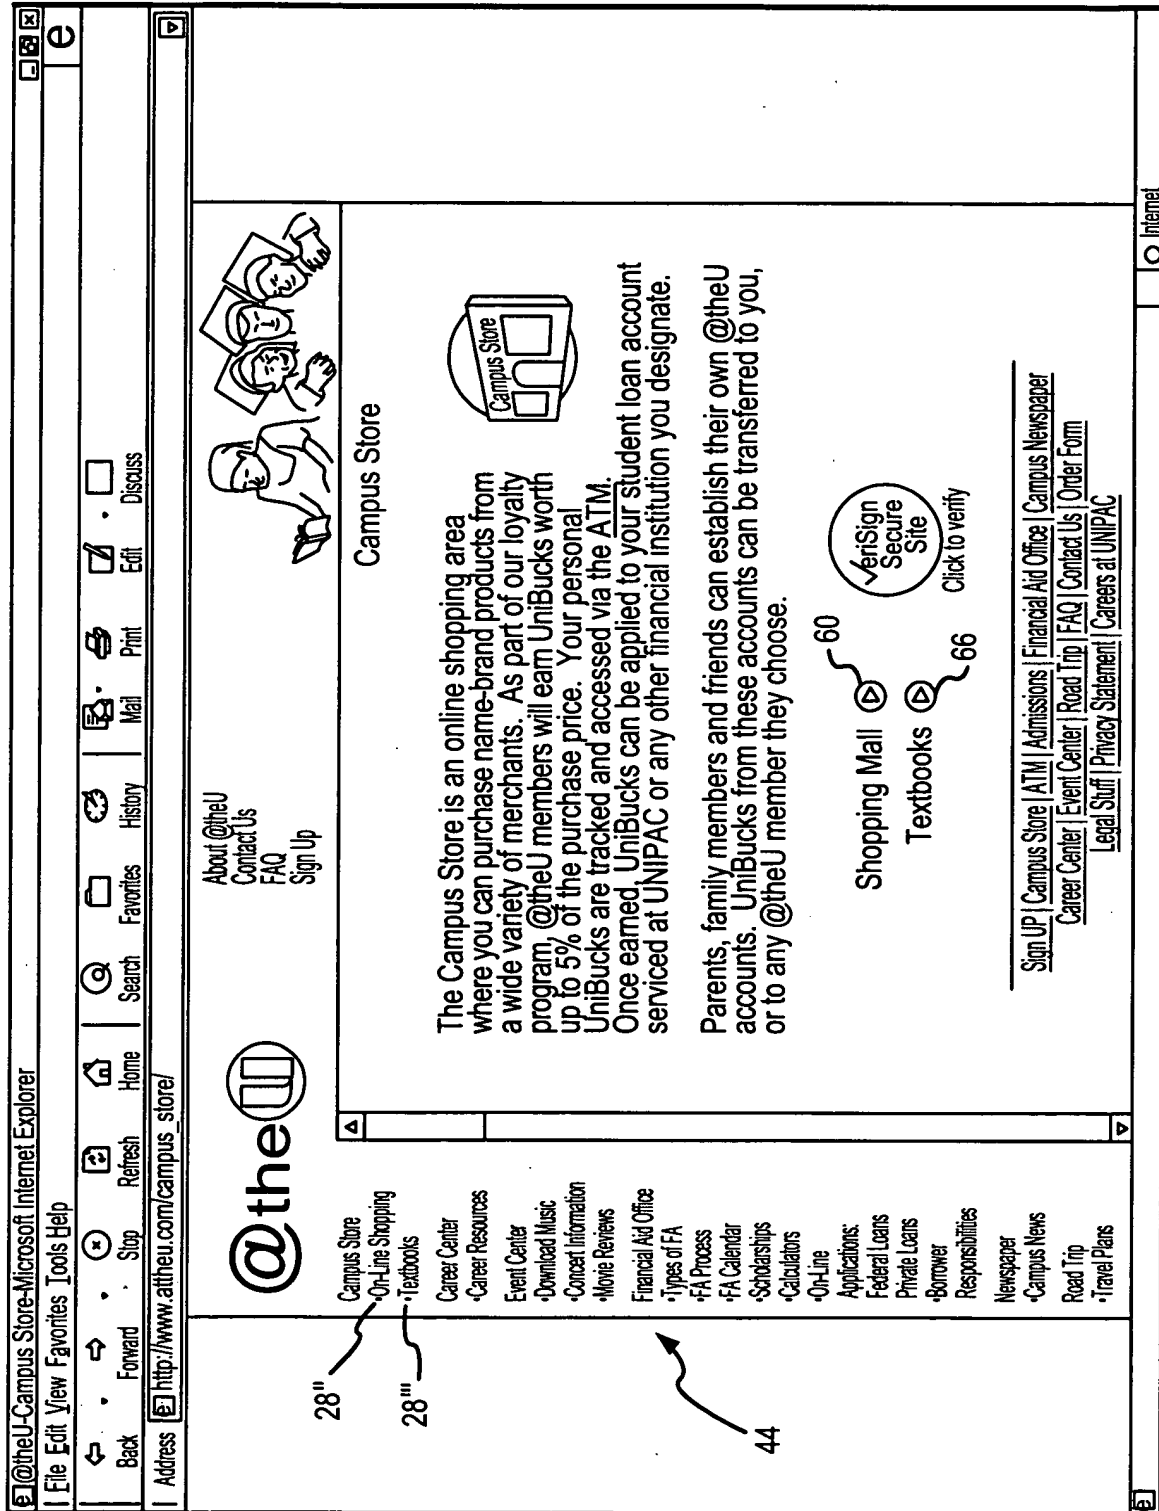 @theU-Campus Store-Microsoft Internet Explorer
File Edit View Favorites Tools Help
e
Back Forward Stop Refresh Home Search Favorites History Mail Print Edit Discuss
Address http://www.attheu.com/campus_store/
@theU
About @theU
Contact Us
FAQ
Sign Up
Campus Store
•On-Line Shopping
•Textbooks
Career Center
•Career Resources
Event Center
•Download Music
•Concert Information
•Movie Reviews
Financial Aid Office
•Types of FA
•FA Process
•FA Calendar
•Scholarships
•Calculators
•On-Line
Applications:
Federal Loans
Private Loans
•Borrower
Responsibilities
Newspaper
•Campus News
Road Trip
•Travel Plans
28"
28'"
44
Campus Store
Campus Store
The Campus Store is an online shopping area
where you can purchase name-brand products from
a wide variety of merchants. As part of our loyalty
program, @theU members will earn UniBucks worth
up to 5% of the purchase price. Your personal
UniBucks are tracked and accessed via the ATM.
Once earned, UniBucks can be applied to your student loan account
serviced at UNIPAC or any other financial institution you designate.
Parents, family members and friends can establish their own @theU
accounts. UniBucks from these accounts can be transferred to you,
or to any @theU member they choose.
Shopping Mall
60
Textbooks
66
VeriSign
Secure
Site
Click to verify
Sign UP | Campus Store | ATM | Admissions | Financial Aid Office | Campus Newspaper
Career Center | Event Center | Road Trip | FAQ | Contact Us | Order Form
Legal Stuff | Privacy Statement | Careers at UNIPAC
Internet